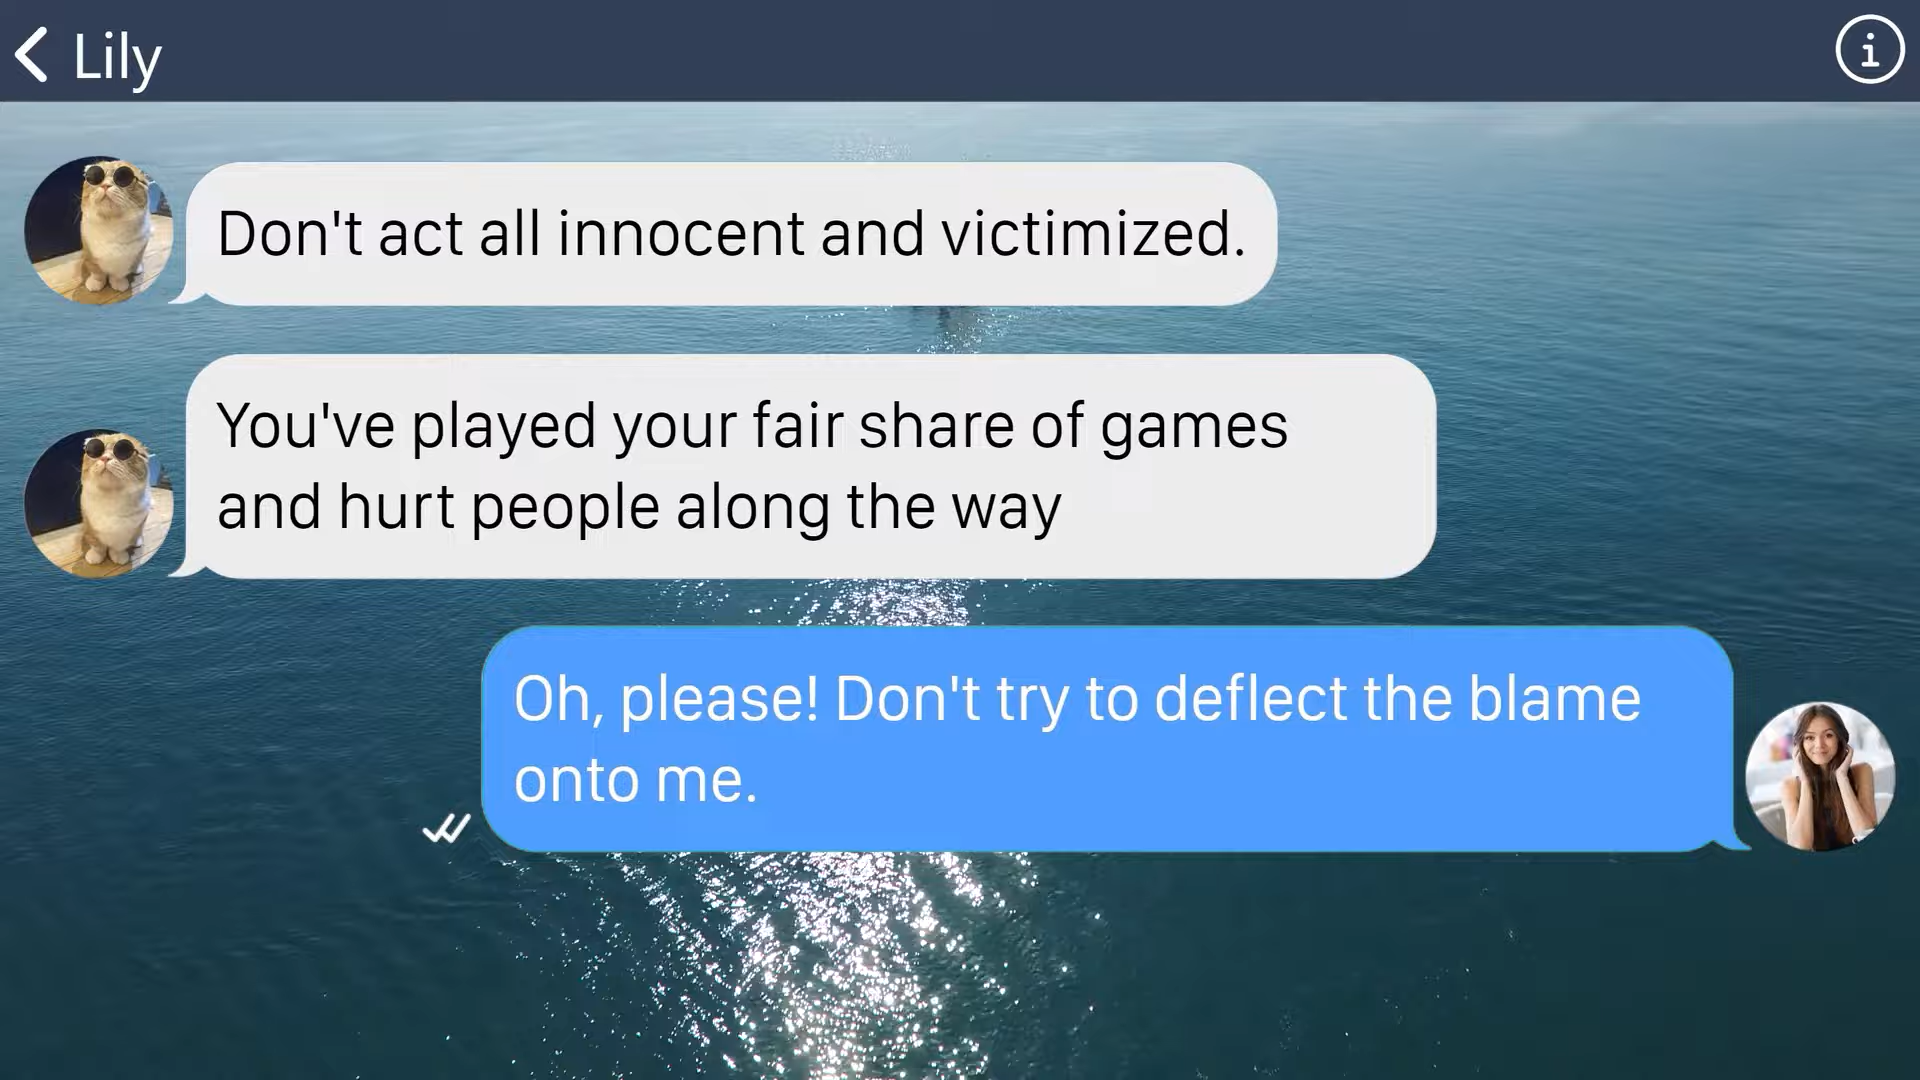 Lily
Don't act all innocent and victimized.
You've played your fair share of games
and hurt people along the way
Oh, please! Don't try to deflect the blame
onto me.